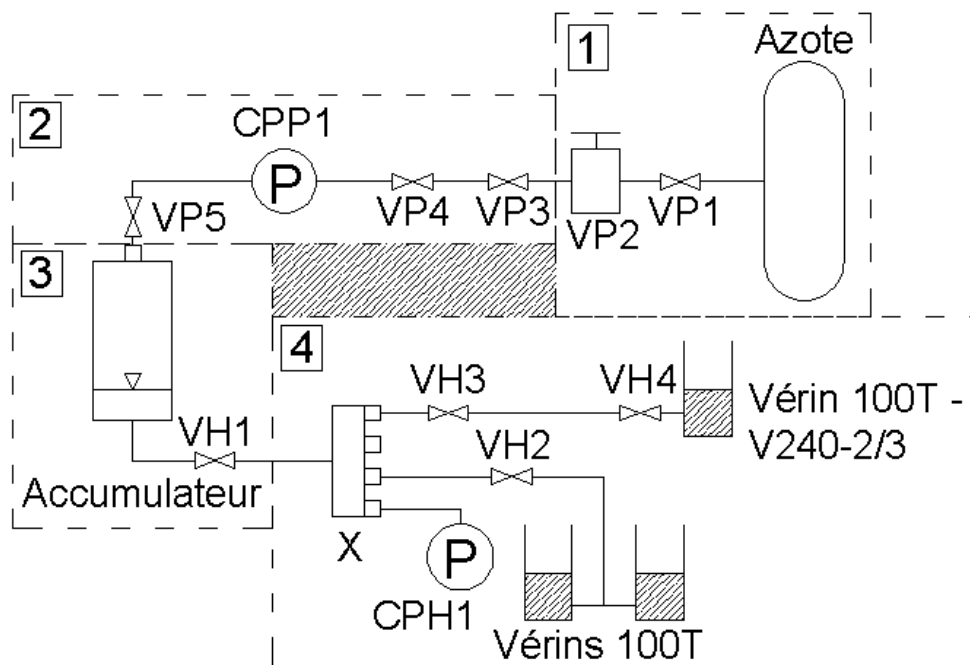 1
Azote
2
CPP1
P
VP5
VP4
VP3
VP2
VP1
3
4
VH3
VH4
Vérin 100T -
V240-2/3
VH1
VH2
Accumulateur
X
P
CPH1
Vérins 100T